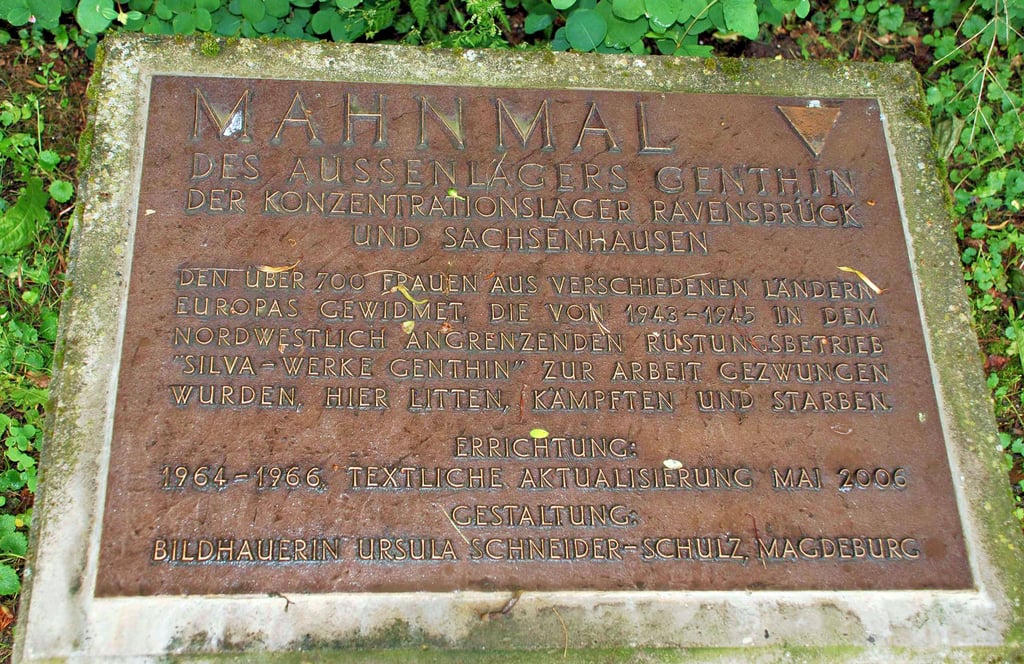 MAHNMAL
DES AUSSENLAGERS GENTHIN
DER KONZENTRATIONSLAGER RAVENSBRÜCK
UND SACHSENHAUSEN
DEN ÜBER 700 FRAUEN AUS VERSCHIEDENEN LÄNDERN
EUROPAS GEWIDMET, DIE VON 1943-1945 IN DEM
NORDWESTLICH ANGRENZENDEN RÜSTUNGSBETRIEB
"SILVA-WERKE GENTHIN" ZUR ARBEIT GEZWUNGEN
WURDEN, HIER LITTEN, KÄMPFTEN UND STARBEN.
ERRICHTUNG:
1964-1966, TEXTLICHE AKTUALISIERUNG MAI 2006
GESTALTUNG:
BILDHAUERIN URSULA SCHNEIDER-SCHULZ, MAGDEBURG